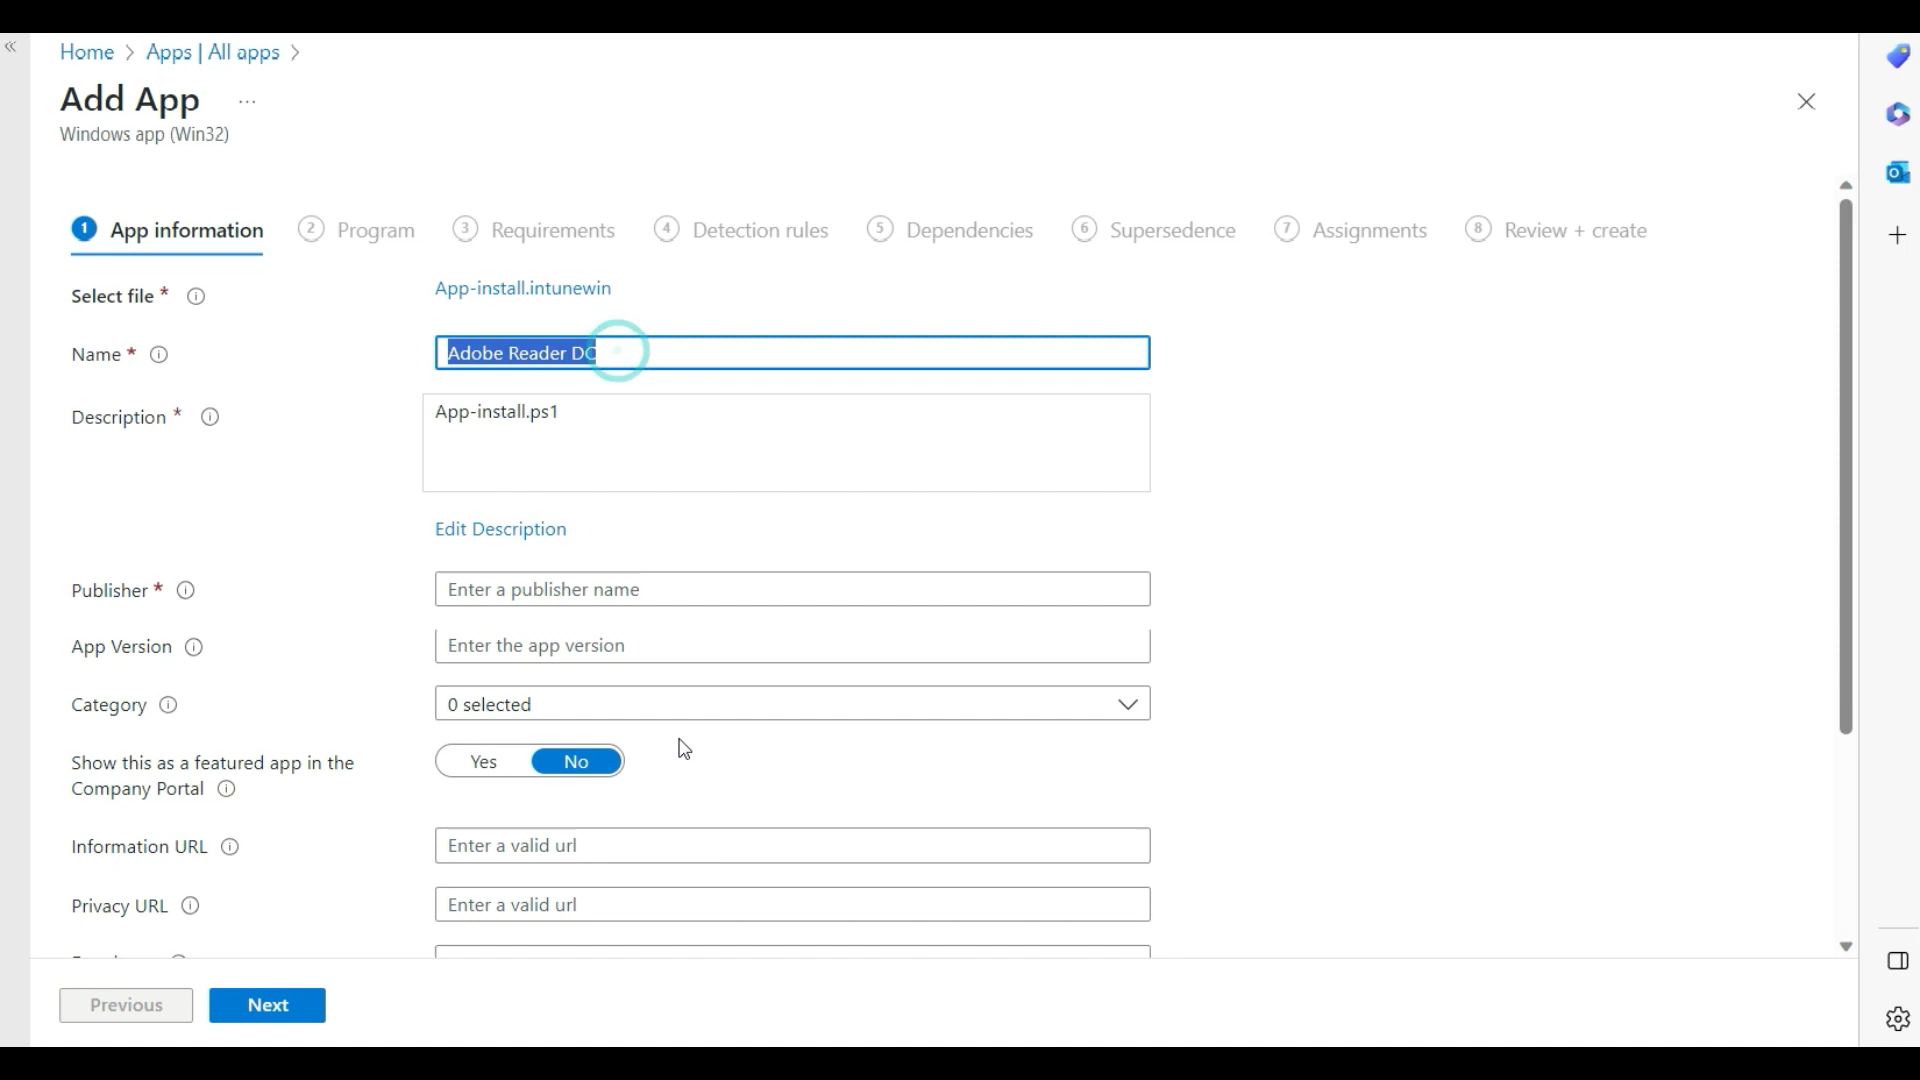 Home > Apps | All apps >
Add App ...
Windows app (Win32)
1 App information 2 Program 3 Requirements 4 Detection rules 5 Dependencies 6 Supersedence 7 Assignments 8 Review + create
Select file * App-install.intunewin
Name * Adobe Reader DC
Description * App-install.ps1
Edit Description
Publisher * Enter a publisher name
App Version Enter the app version
Category 0 selected
Show this as a featured app in the
Company Portal
Yes No
Information URL Enter a valid url
Privacy URL Enter a valid url
Previous Next